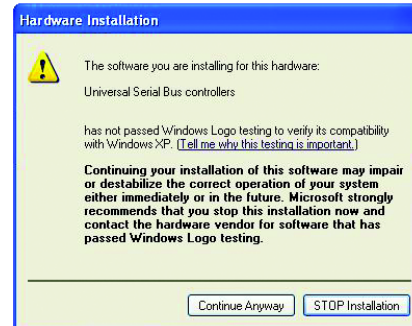 Hardware Installation
The software you are installing for this hardware:
Universal Serial Bus controllers
has not passed Windows Logo testing to verify its compatibility
with Windows XP. (Tell me why this testing is important.)
Continuing your installation of this software may impair
or destabilize the correct operation of your system
either immediately or in the future. Microsoft strongly
recommends that you stop this installation now and
contact the hardware vendor for software that has
passed Windows Logo testing.
Continue Anyway
STOP Installation